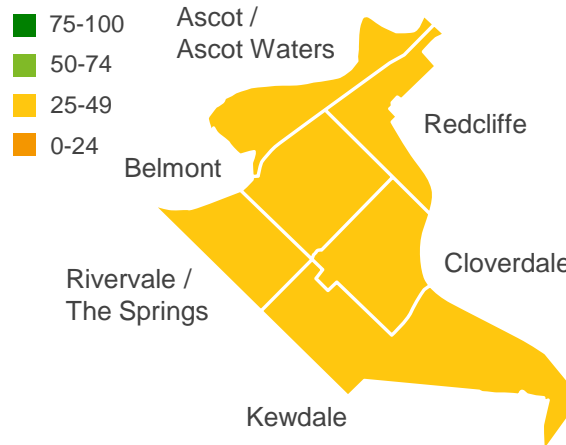 75-100
50-74
25-49
0-24
Ascot /
Ascot Waters
Redcliffe
Belmont
Cloverdale
Rivervale /
The Springs
Kewdale